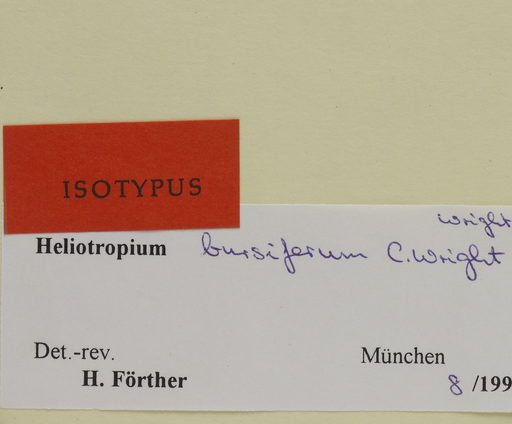 ISOTYPUS
wright
Heliotropium bursiferum C. Wright
Det.-rev. München
H. Förther 8 /199